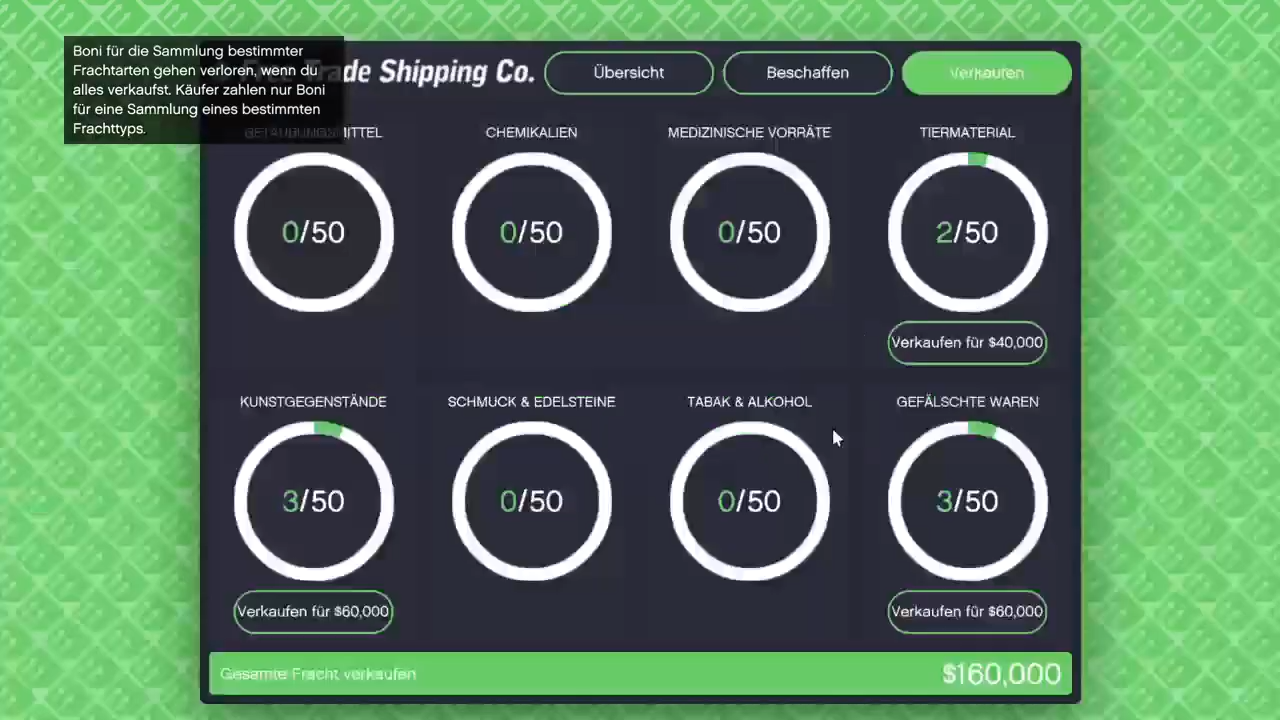 Boni für die Sammlung bestimmter
Frachtarten gehen verloren, wenn du
alles verkaufst. Käufer zahlen nur Boni
für eine Sammlung eines bestimmten
Frachttyps.
Free Trade Shipping Co.
Übersicht
Beschaffen
Verkaufen
BETÄUBUNGSMITTEL
CHEMIKALIEN
MEDIZINISCHE VORRÄTE
TIERMATERIAL
0/50
0/50
0/50
2/50
Verkaufen für $40,000
KUNSTGEGENSTÄNDE
SCHMUCK & EDELSTEINE
TABAK & ALKOHOL
GEFÄLSCHTE WAREN
3/50
0/50
0/50
3/50
Verkaufen für $60,000
Verkaufen für $60,000
Gesamte Fracht verkaufen
$160,000